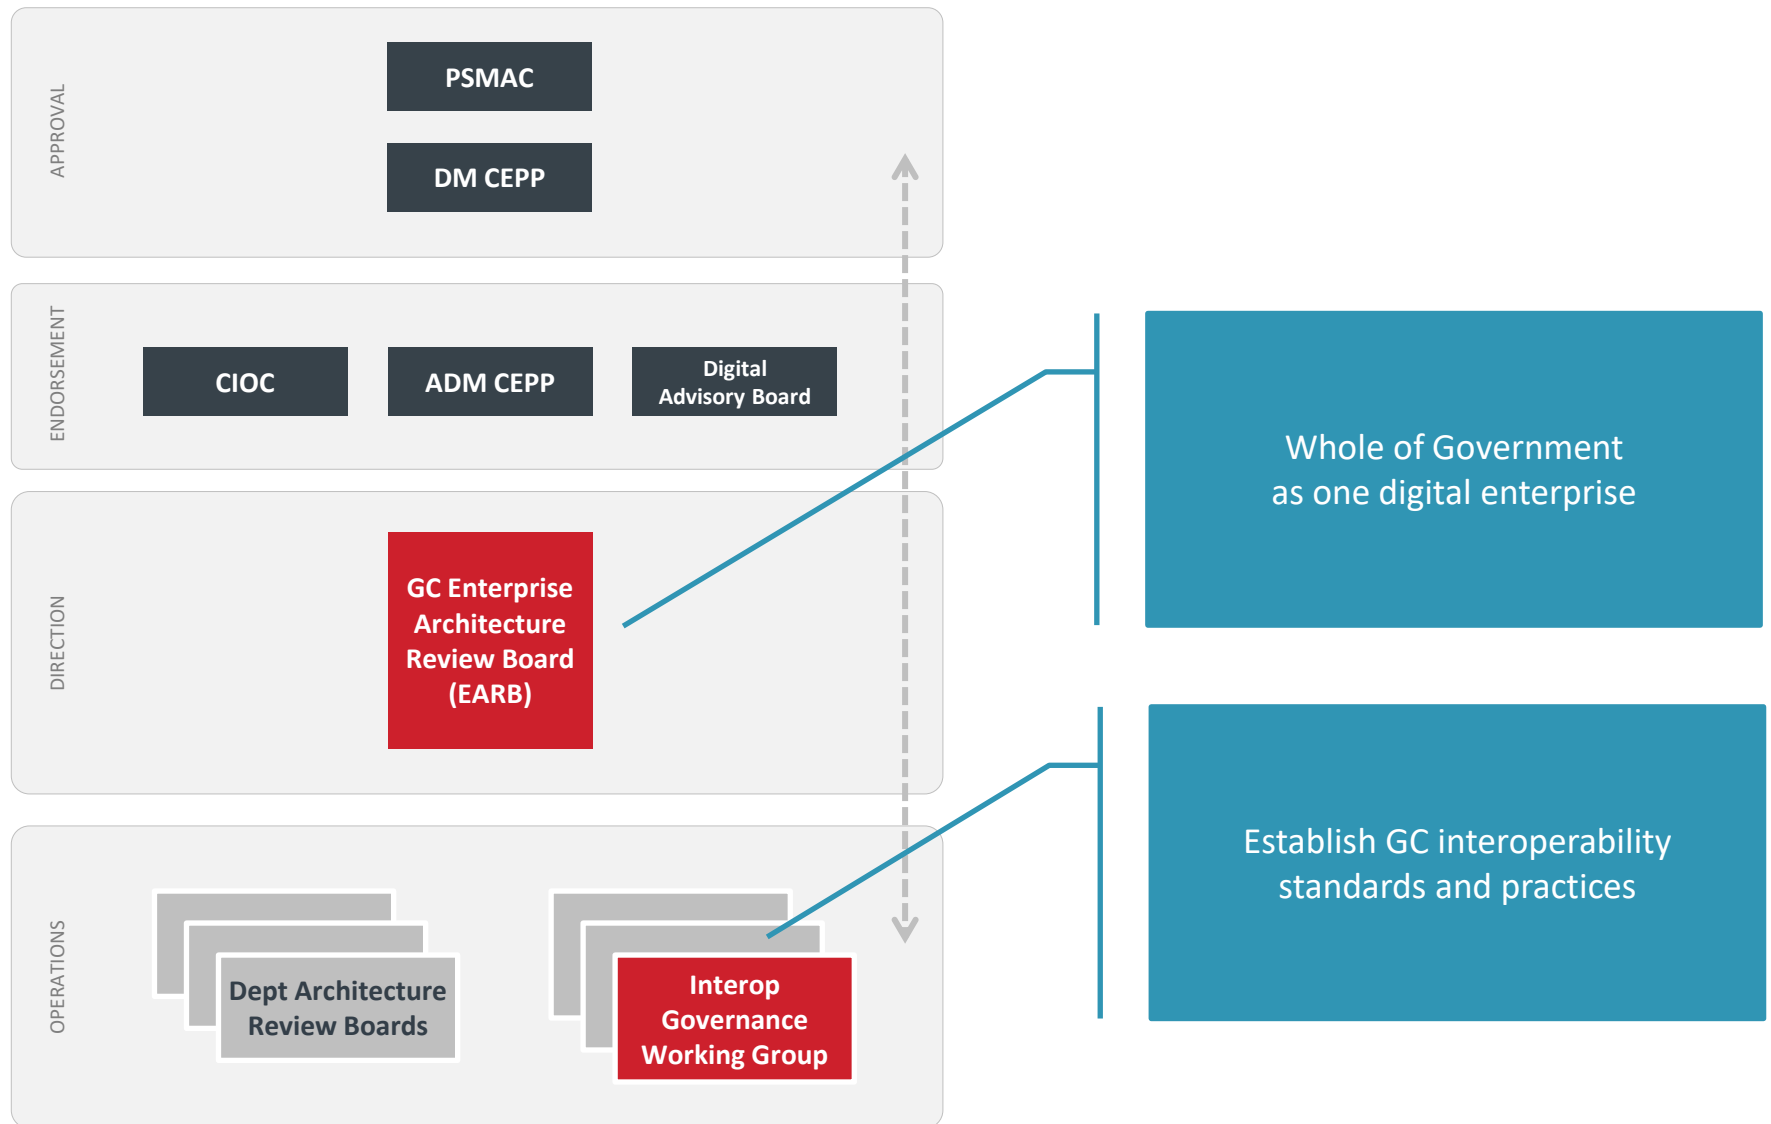 APPROVAL
PSMAC
DM CEPP
ENDORSEMENT
CIOC
ADM CEPP
Digital
Advisory Board
DIRECTION
GC Enterprise
Architecture
Review Board
(EARB)
Whole of Government
as one digital enterprise
OPERATIONS
Dept Architecture
Review Boards
Interop
Governance
Working Group
Establish GC interoperability
standards and practices